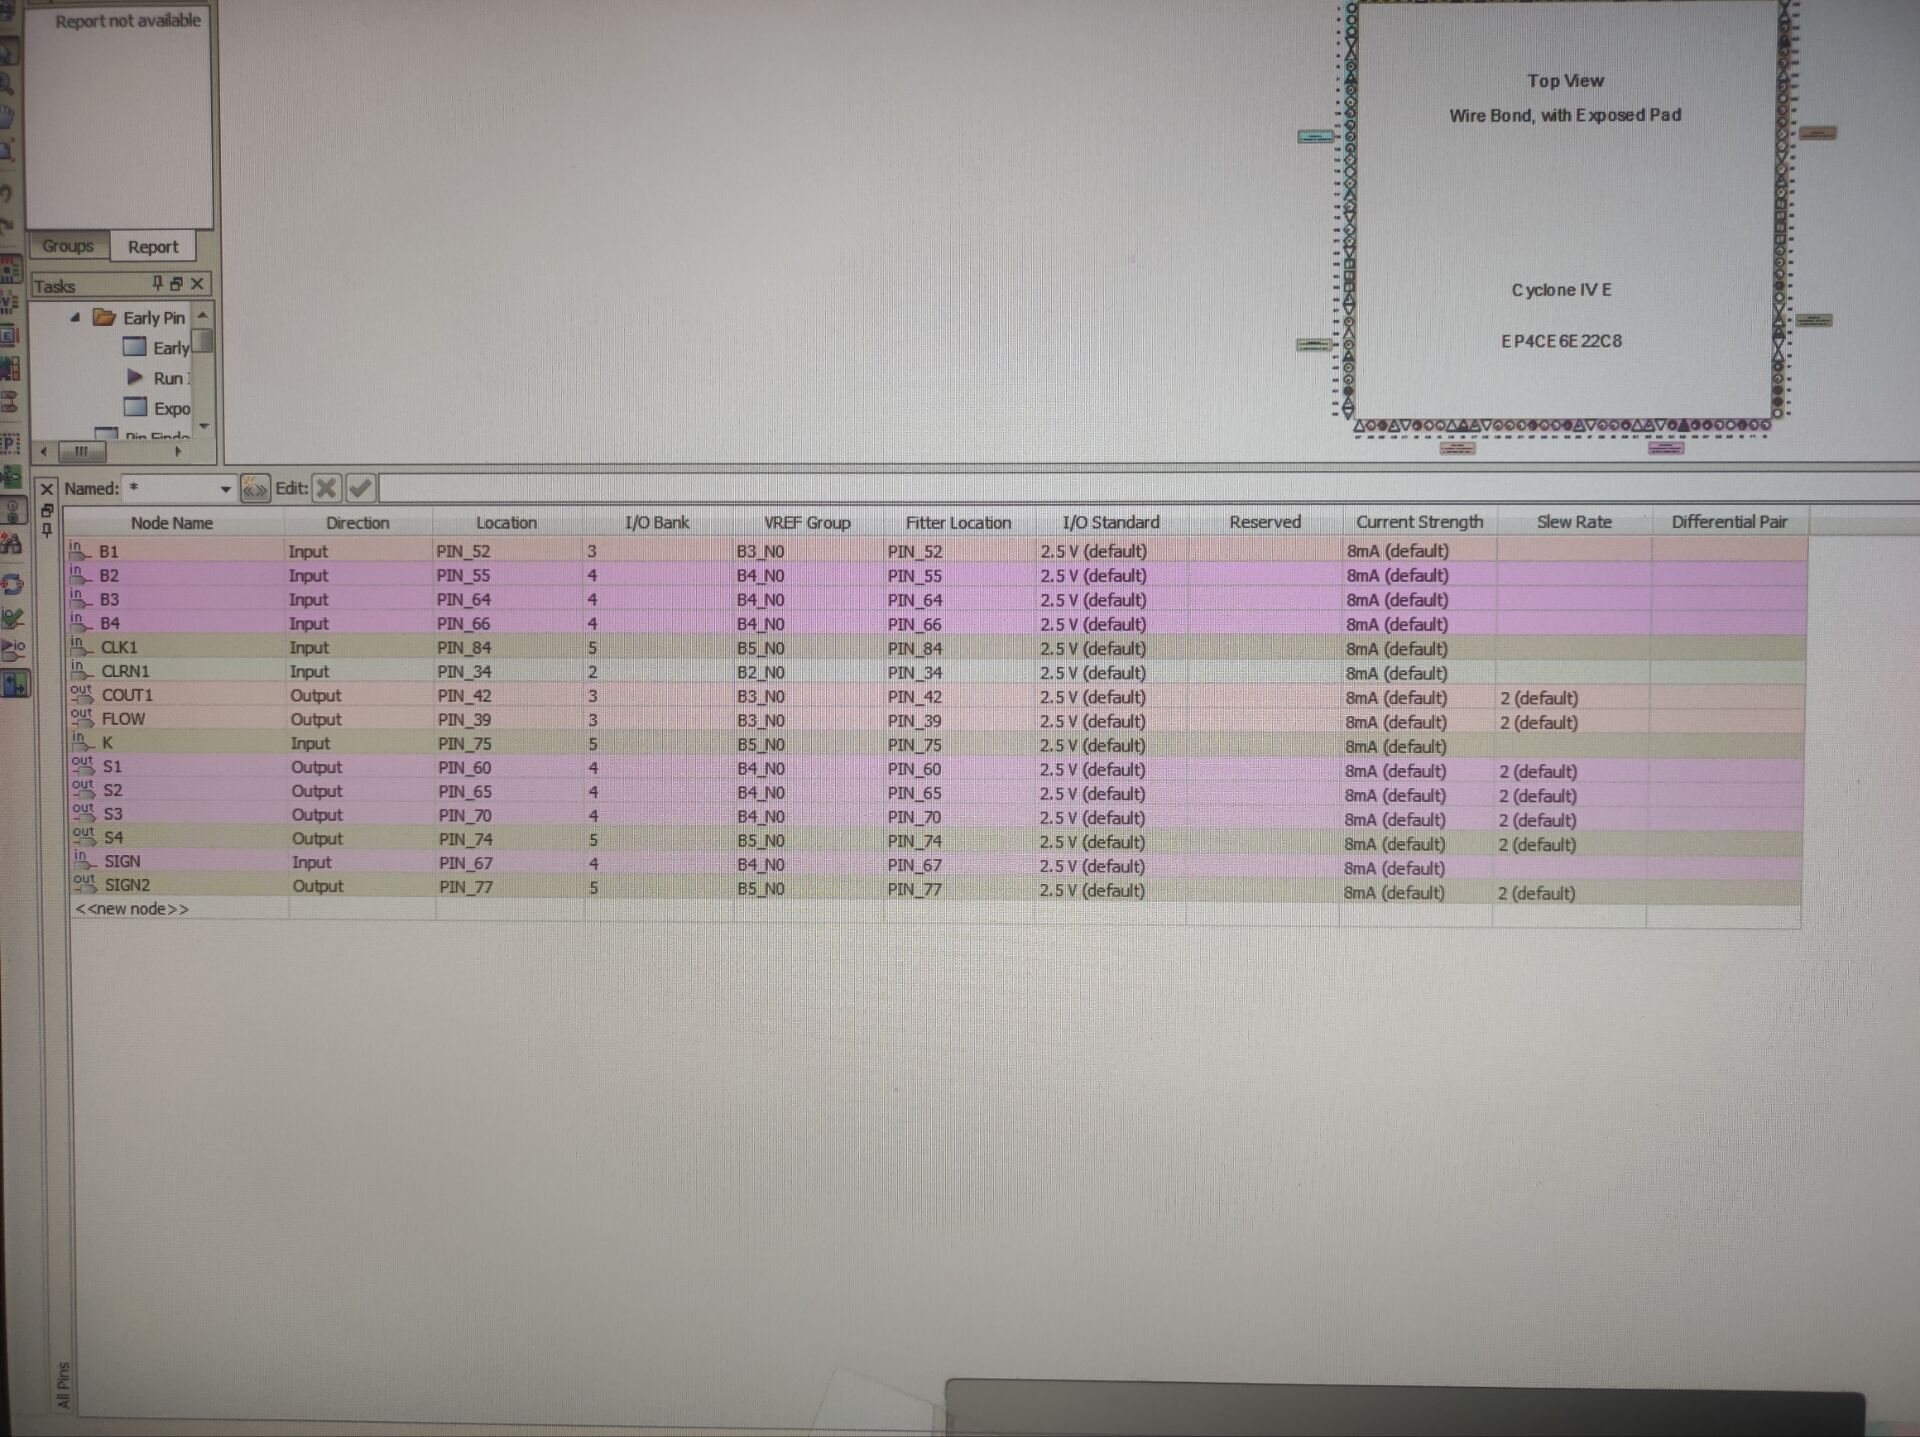 Report not available
Top View
Wire Bond, with Exposed Pad
Cyclone IV E
EP4CE6E22C8
Groups Report
Tasks
Early Pin
Early
Run
Expo
Named: * Edit:
Node Name Direction Location I/O Bank VREF Group Fitter Location I/O Standard Reserved Current Strength Slew Rate Differential Pair
in B1 Input PIN_52 3 B3_N0 PIN_52 2.5 V (default) 8mA (default)
in B2 Input PIN_55 4 B4_N0 PIN_55 2.5 V (default) 8mA (default)
in B3 Input PIN_64 4 B4_N0 PIN_64 2.5 V (default) 8mA (default)
in B4 Input PIN_66 4 B4_N0 PIN_66 2.5 V (default) 8mA (default)
in CLK1 Input PIN_84 5 B5_N0 PIN_84 2.5 V (default) 8mA (default)
in CLRN1 Input PIN_34 2 B2_N0 PIN_34 2.5 V (default) 8mA (default)
out COUT1 Output PIN_42 3 B3_N0 PIN_42 2.5 V (default) 8mA (default) 2 (default)
out FLOW Output PIN_39 3 B3_N0 PIN_39 2.5 V (default) 8mA (default) 2 (default)
in K Input PIN_75 5 B5_N0 PIN_75 2.5 V (default) 8mA (default)
out S1 Output PIN_60 4 B4_N0 PIN_60 2.5 V (default) 8mA (default) 2 (default)
out S2 Output PIN_65 4 B4_N0 PIN_65 2.5 V (default) 8mA (default) 2 (default)
out S3 Output PIN_70 4 B4_N0 PIN_70 2.5 V (default) 8mA (default) 2 (default)
out S4 Output PIN_74 5 B5_N0 PIN_74 2.5 V (default) 8mA (default) 2 (default)
in SIGN Input PIN_67 4 B4_N0 PIN_67 2.5 V (default) 8mA (default)
out SIGN2 Output PIN_77 5 B5_N0 PIN_77 2.5 V (default) 8mA (default) 2 (default)
<<new node>>
All Pins